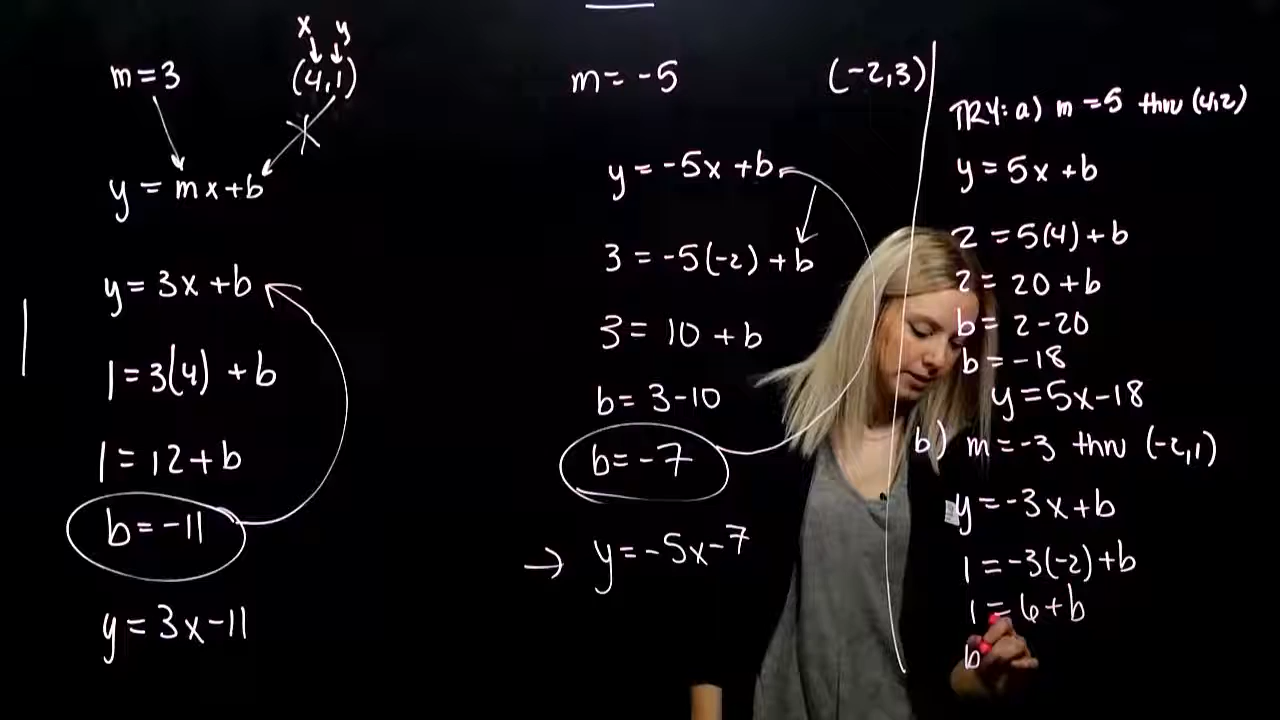 x y
m = 3 (4,1)
y = mx+b
y = 3x +b
1 = 3(4) + b
1 = 12 + b
b = -11
y = 3x - 11
m = -5 (-2,3)
y = -5x + b
3 = -5(-2) + b
3 = 10 + b
b = 3-10
b = -7
→ y = -5x - 7
TRY: a) m = 5 thru (4,2)
y = 5x + b
2 = 5(4) + b
2 = 20 + b
b = 2 - 20
b = -18
y = 5x - 18
b) m = -3 thru (-2,1)
y = -3x + b
1 = -3(-2) + b
1 = 6 + b
b